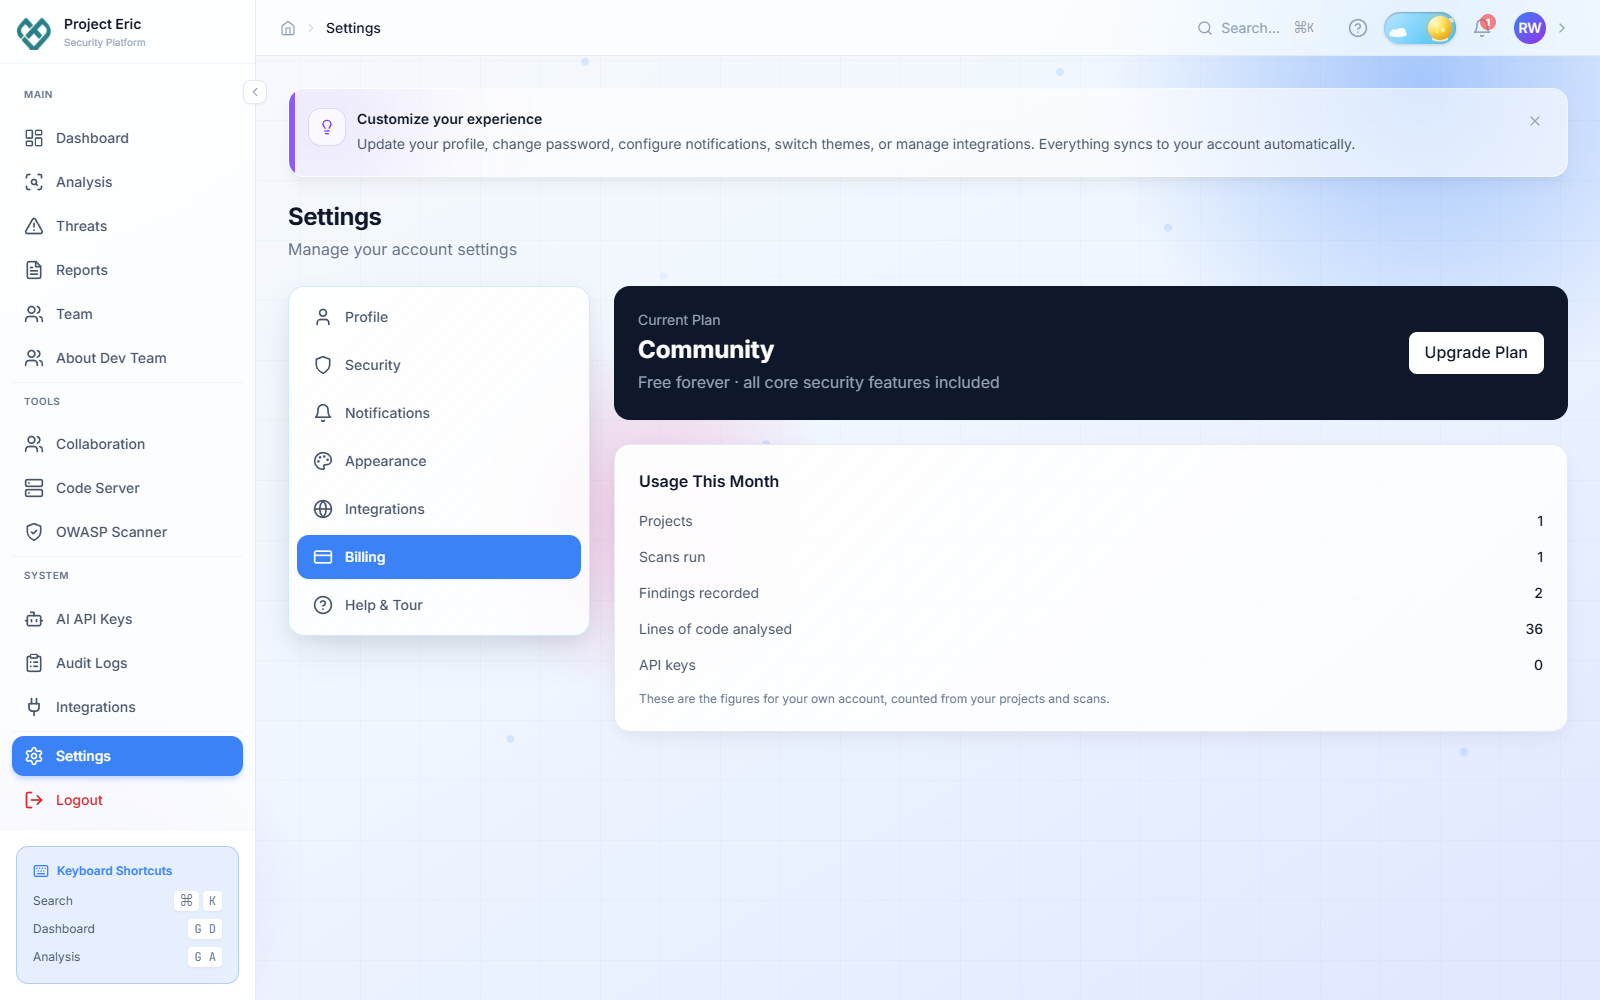 Project Eric
Security Platform
MAIN
Dashboard
Analysis
Threats
Reports
Team
About Dev Team
TOOLS
Collaboration
Code Server
OWASP Scanner
SYSTEM
AI API Keys
Audit Logs
Integrations
Settings
Logout
Keyboard Shortcuts
Search ⌘ K
Dashboard G D
Analysis G A
Settings
Search... ⌘K
1
RW
Customize your experience
Update your profile, change password, configure notifications, switch themes, or manage integrations. Everything syncs to your account automatically.
Settings
Manage your account settings
Profile
Security
Notifications
Appearance
Integrations
Billing
Help & Tour
Current Plan
Community
Free forever · all core security features included
Upgrade Plan
Usage This Month
Projects 1
Scans run 1
Findings recorded 2
Lines of code analysed 36
API keys 0
These are the figures for your own account, counted from your projects and scans.